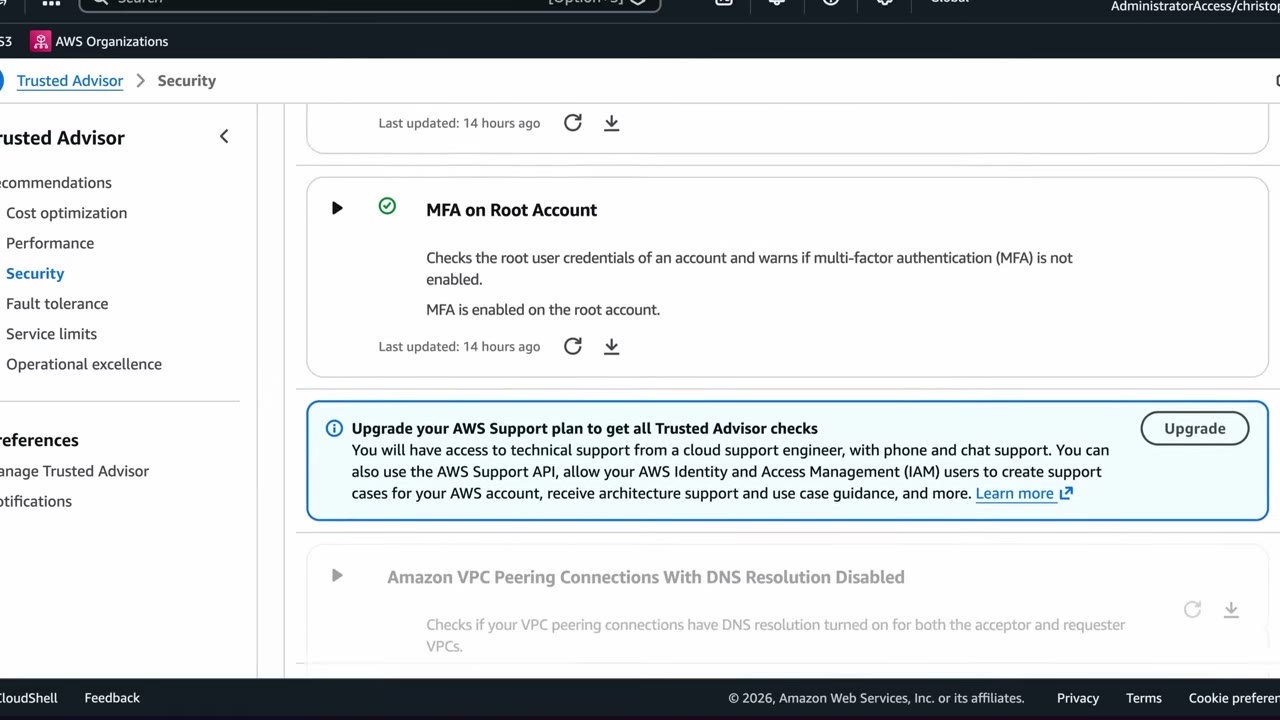 Search
[Option+S]
Global
AdministratorAccess/christop
S3
AWS Organizations
Trusted Advisor
Security
rusted Advisor
ecommendations
Cost optimization
Performance
Security
Fault tolerance
Service limits
Operational excellence
references
anage Trusted Advisor
otifications
Last updated: 14 hours ago
MFA on Root Account
Checks the root user credentials of an account and warns if multi-factor authentication (MFA) is not
enabled.
MFA is enabled on the root account.
Last updated: 14 hours ago
Upgrade your AWS Support plan to get all Trusted Advisor checks
You will have access to technical support from a cloud support engineer, with phone and chat support. You can
also use the AWS Support API, allow your AWS Identity and Access Management (IAM) users to create support
cases for your AWS account, receive architecture support and use case guidance, and more. Learn more
Upgrade
Amazon VPC Peering Connections With DNS Resolution Disabled
Checks if your VPC peering connections have DNS resolution turned on for both the acceptor and requester
VPCs.
CloudShell
Feedback
© 2026, Amazon Web Services, Inc. or its affiliates.
Privacy
Terms
Cookie preferen